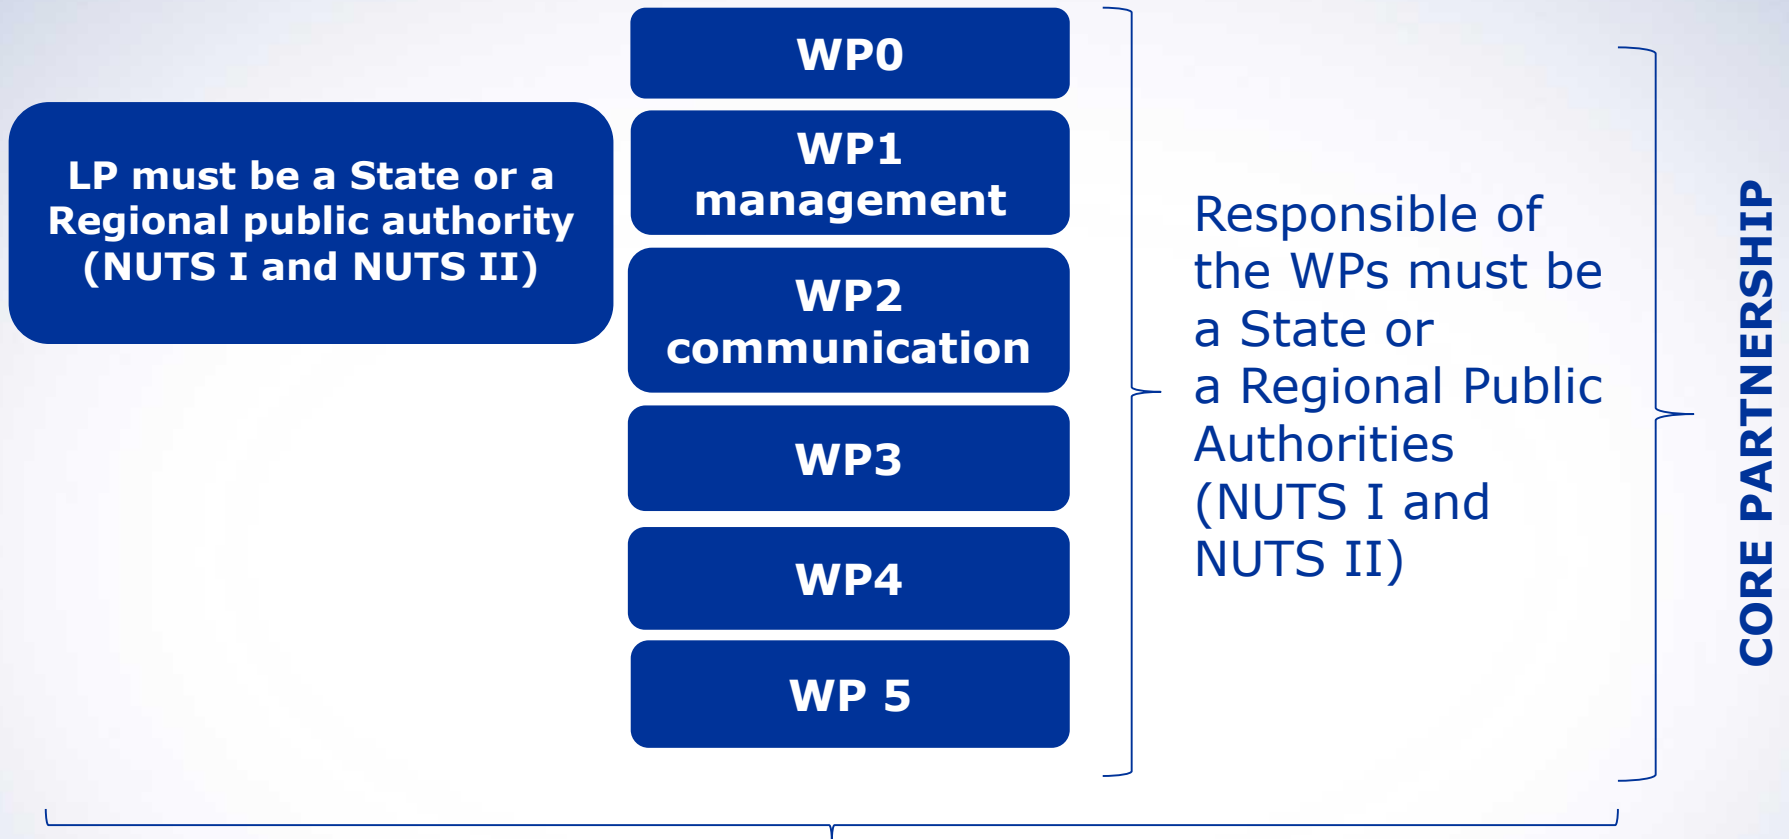 LP must be a State or a
Regional public authority
(NUTS I and NUTS II)
WP0
WP1
management
WP2
communication
WP3
WP4
WP 5
Responsible of
the WPs must be
a State or
a Regional Public
Authorities
(NUTS I and
NUTS II)
CORE PARTNERSHIP